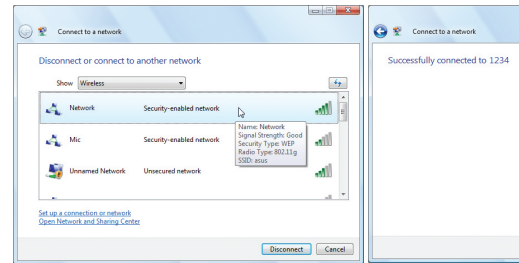 Connect to a network
Disconnect or connect to another network
Show Wireless
Network Security-enabled network
Name: Network
Signal Strength: Good
Security Type: WEP
Radio Type: 802.11g
SSID: asus
Mic Security-enabled network
Unnamed Network Unsecured network
Set up a connection or network
Open Network and Sharing Center
Disconnect Cancel
Connect to a network
Successfully connected to 1234